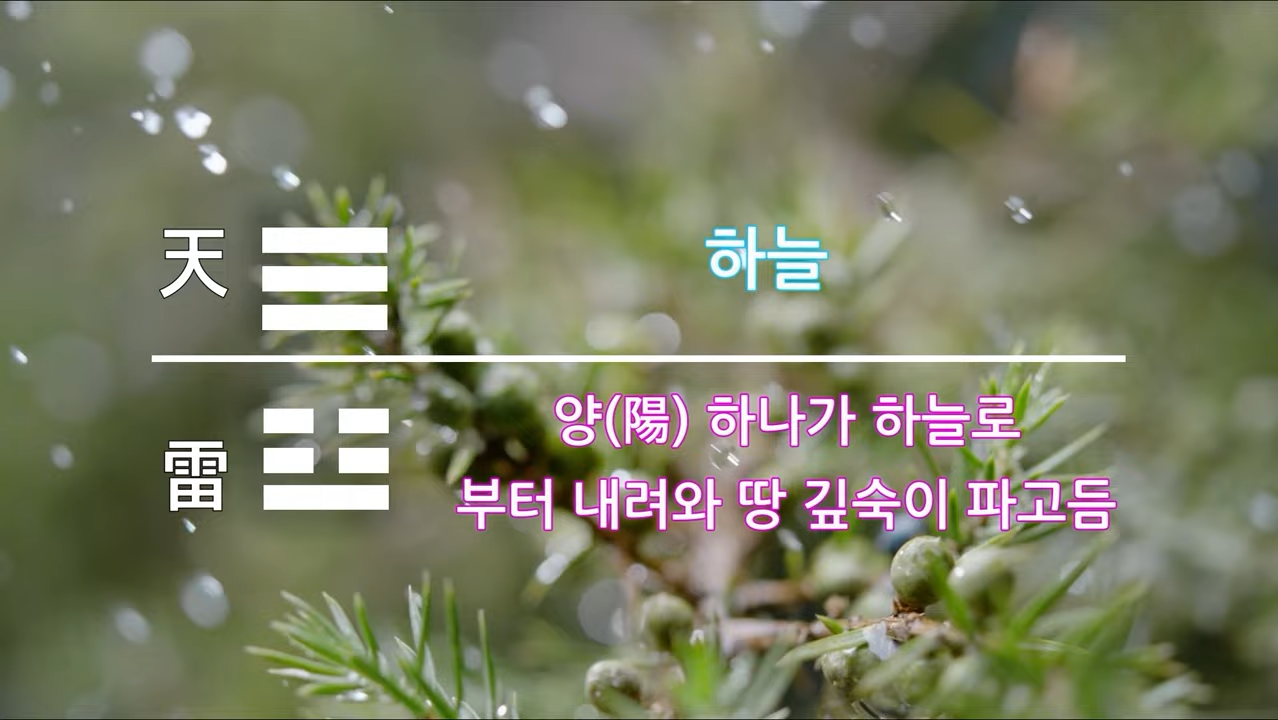 天 하늘
양(陽) 하나가 하늘로
雷 부터 내려와 땅 깊숙이 파고듬